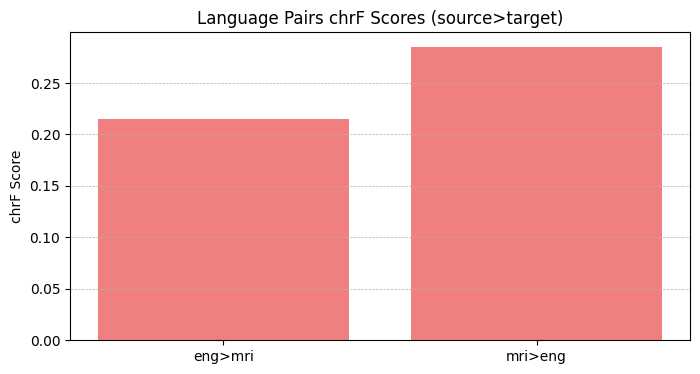 Language Pairs chrF Scores (source>target)
chrF Score
0.25
0.20
0.15
0.10
0.05
0.00
eng>mri
mri>eng